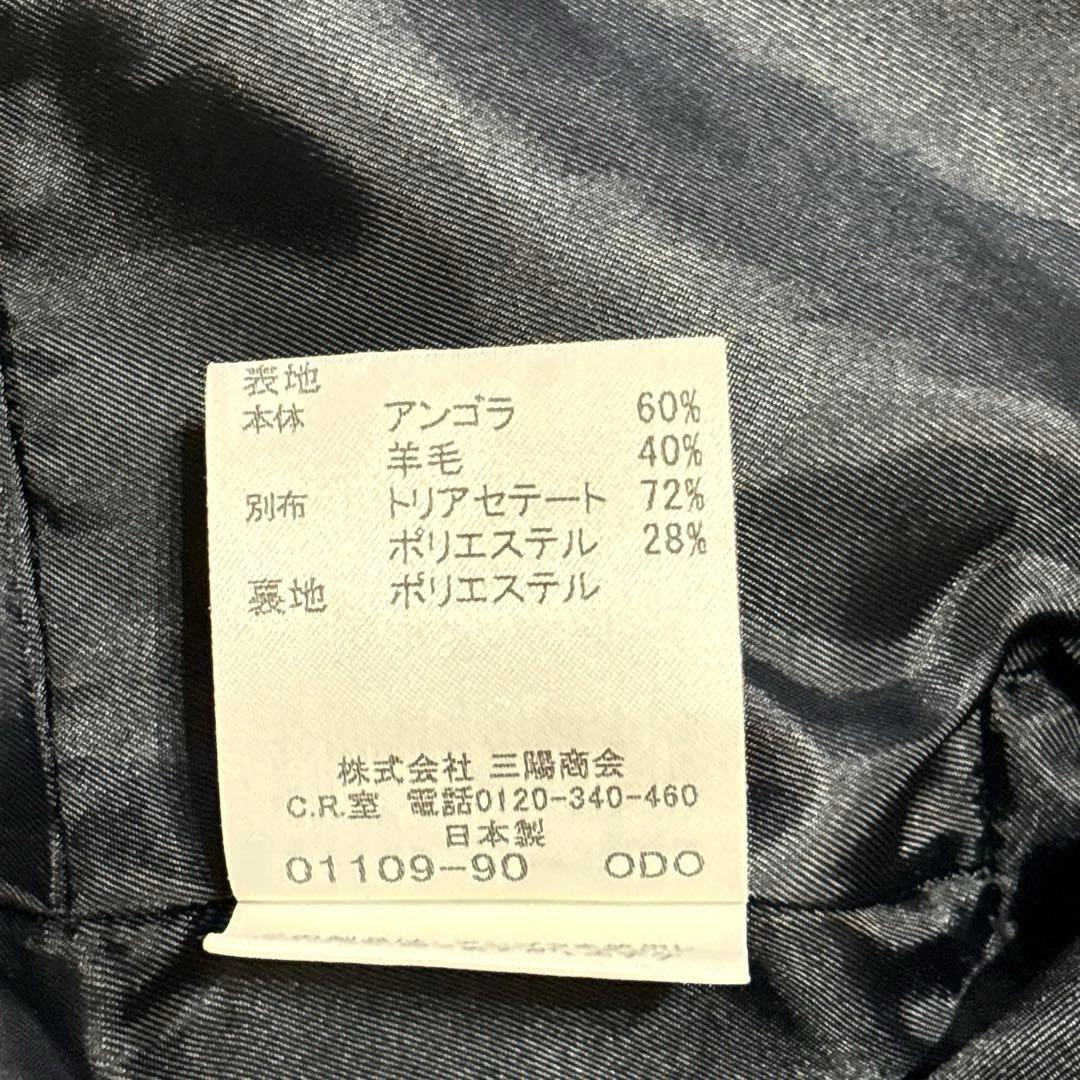 表地
本体 アンゴラ 60%
羊毛 40%
別布 トリアセテート 72%
ポリエステル 28%
裏地 ポリエステル
株式会社 三陽商会
C.R.室 電話0120-340-460
日本製
01109-90 ODO